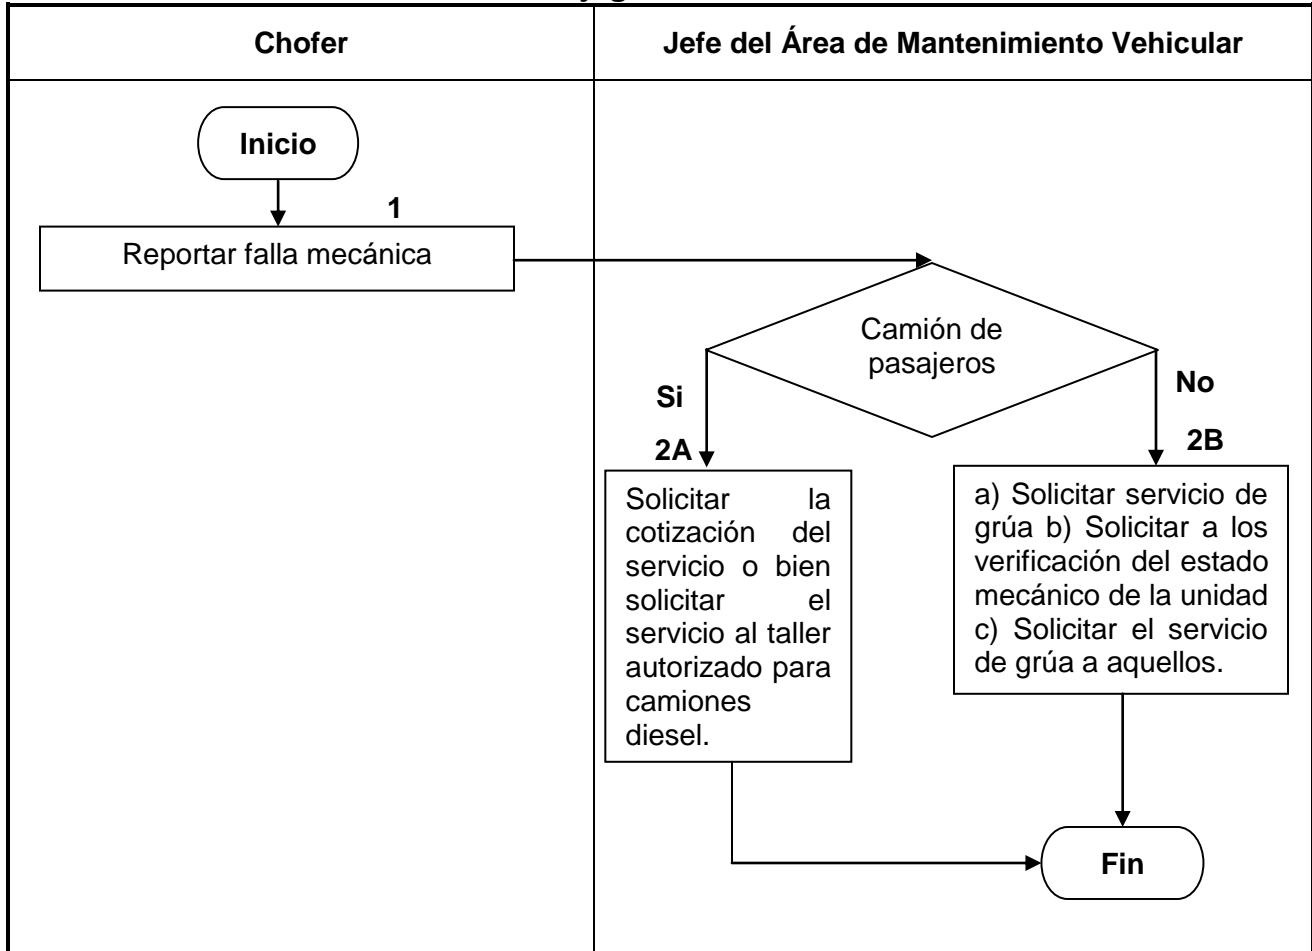 Chofer
Jefe del Área de Mantenimiento Vehicular
Inicio
1
Reportar falla mecánica
Camión de
pasajeros
Si
No
2A
2B
Solicitar la
cotización del
servicio o bien
solicitar el
servicio al taller
autorizado para
camiones
diesel.
a) Solicitar servicio de
grúa b) Solicitar a los
verificación del estado
mecánico de la unidad
c) Solicitar el servicio
de grúa a aquellos.
Fin